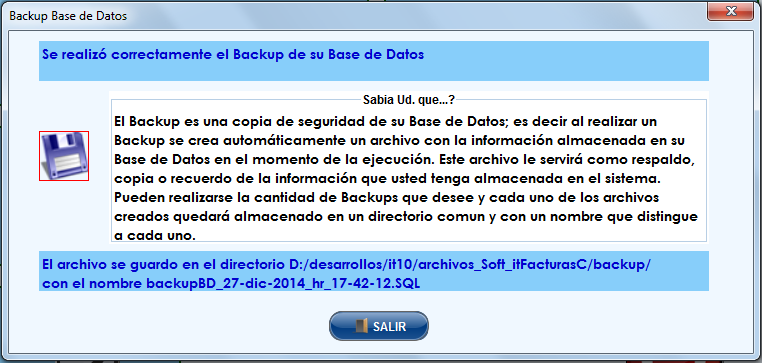 Backup Base de Datos
Se realizó correctamente el Backup de su Base de Datos
Sabia Ud. que...?
El Backup es una copia de seguridad de su Base de Datos; es decir al realizar un
Backup se crea automáticamente un archivo con la información almacenada en su
Base de Datos en el momento de la ejecución. Este archivo le servirá como respaldo,
copia o recuerdo de la información que usted tenga almacenada en el sistema.
Pueden realizarse la cantidad de Backups que desee y cada uno de los archivos
creados quedará almacenado en un directorio comun y con un nombre que distingue
a cada uno.
El archivo se guardo en el directorio D:/desarrollos/it10/archivos_Soft_itFacturasC/backup/
con el nombre backupBD_27-dic-2014_hr_17-42-12.SQL
SALIR